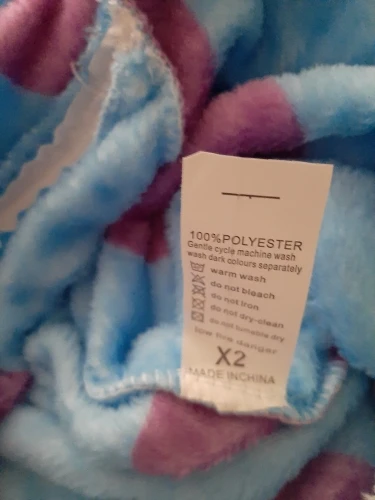 100%POLYESTER
Gentle cycle machine wash
wash dark colours separately
warm wash
do not bleach
do not iron
do not dry-clean
do not tumable dry
low fire danger
X2
MADE INCHINA